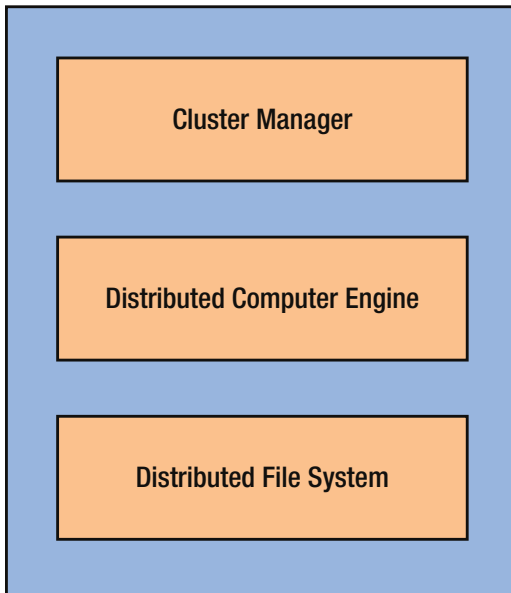 Cluster Manager
Distributed Computer Engine
Distributed File System